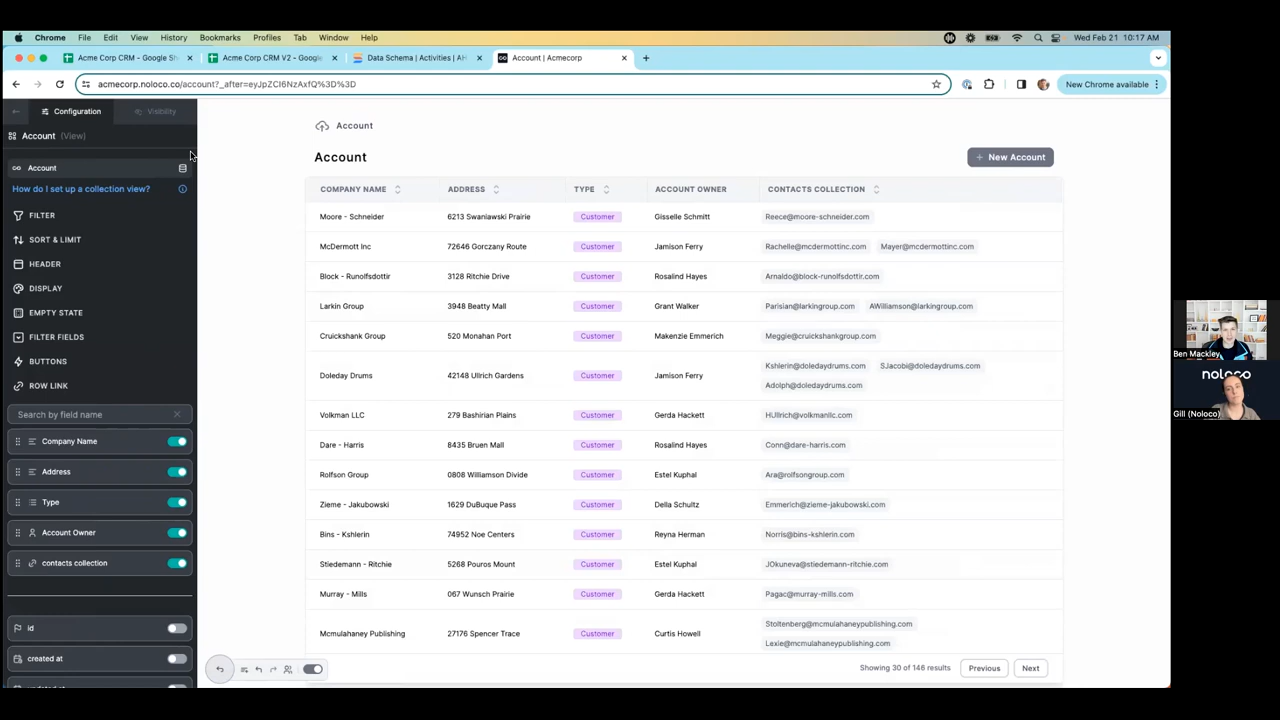 Chrome File Edit View History Bookmarks Profiles Tab Window Help Wed Feb 21 10:17 AM
Acme Corp CRM - Google Sh Acme Corp CRM V2 - Google Data Schema | Activities | AH Account | Acmecorp
acmecorp.noloco.co/account?_after=eyJpZCI6NzAxfQ%3D%3D New Chrome available
Configuration Visibility
Account (View)
Account
How do I set up a collection view?
FILTER
SORT & LIMIT
HEADER
DISPLAY
EMPTY STATE
FILTER FIELDS
BUTTONS
ROW LINK
Search by field name
Company Name
Address
Type
Account Owner
contacts collection
id
created at
Account
Account New Account
COMPANY NAME ADDRESS TYPE ACCOUNT OWNER CONTACTS COLLECTION
Moore - Schneider 6213 Swaniawski Prairie Customer Gisselle Schmitt Reece@moore-schneider.com
McDermott Inc 72646 Gorczany Route Customer Jamison Ferry Rachelle@mcdermottinc.com Mayer@mcdermottinc.com
Block - Runolfsdottir 3128 Ritchie Drive Customer Rosalind Hayes Arnaldo@block-runolfsdottir.com
Larkin Group 3948 Beatty Mall Customer Grant Walker Parisian@larkingroup.com AWilliamson@larkingroup.com
Cruickshank Group 520 Monahan Port Customer Makenzie Emmerich Meggie@cruickshankgroup.com
Doleday Drums 42148 Ullrich Gardens Customer Jamison Ferry Kshlerin@doledaydrums.com SJacobi@doledaydrums.com
Adolph@doledaydrums.com
Volkman LLC 279 Bashirian Plains Customer Gerda Hackett HUllrich@volkmanllc.com
Dare - Harris 8435 Bruen Mall Customer Rosalind Hayes Conn@dare-harris.com
Rolfson Group 0808 Williamson Divide Customer Estel Kuphal Ara@rolfsongroup.com
Zieme - Jakubowski 1629 DuBuque Pass Customer Della Schultz Emmerich@zieme-jakubowski.com
Bins - Kshlerin 74952 Noe Centers Customer Reyna Herman Norris@bins-kshlerin.com
Stiedemann - Ritchie 5268 Pouros Mount Customer Estel Kuphal JOkuneva@stiedemann-ritchie.com
Murray - Mills 067 Wunsch Prairie Customer Gerda Hackett Pagac@murray-mills.com
Mcmulahaney Publishing 27176 Spencer Trace Customer Curtis Howell Stoltenberg@mcmulahaneypublishing.com
Lexie@mcmulahaneypublishing.com
Showing 30 of 146 results Previous Next
Ben Mackley
noloco
Gill (Noloco)